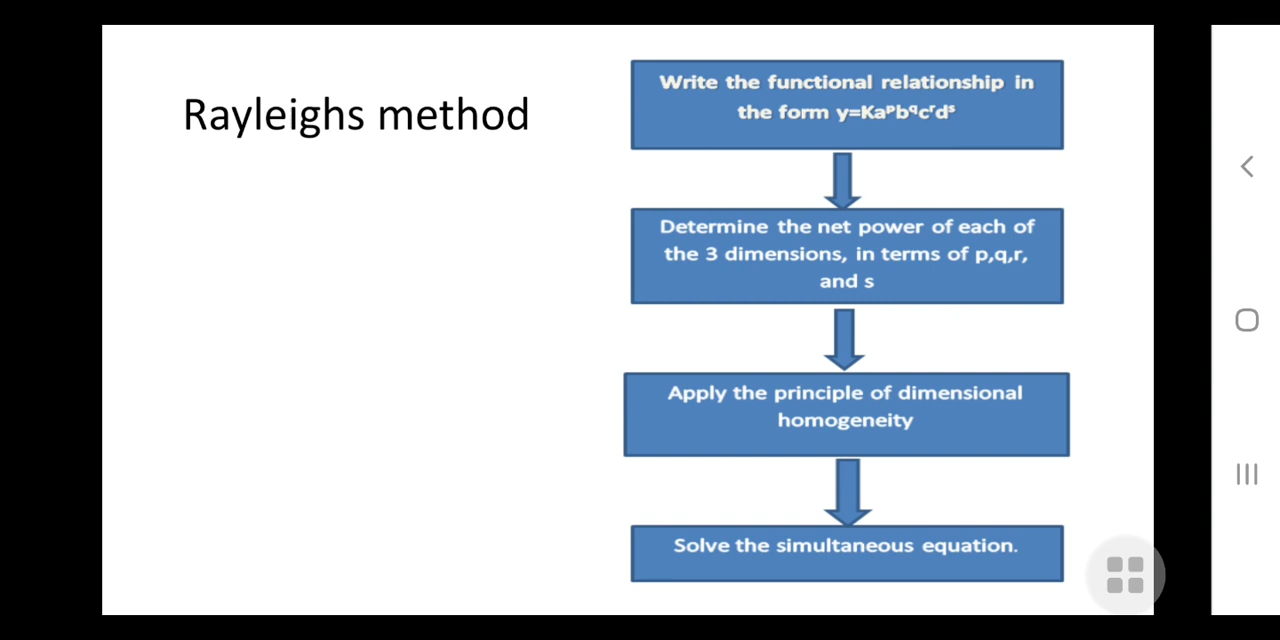 Rayleighs method
Write the functional relationship in
the form y=Kaᵖb𐞥cʳdˢ
Determine the net power of each of
the 3 dimensions, in terms of p,q,r,
and s
Apply the principle of dimensional
homogeneity
Solve the simultaneous equation.